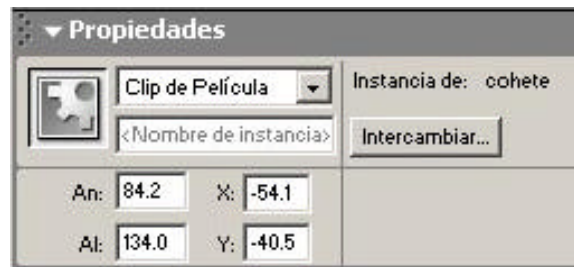 Propiedades
Clip de Película
Instancia de: cohete
<Nombre de instancia>
Intercambiar...
An: 84.2 X: -54.1
Al: 134.0 Y: -40.5